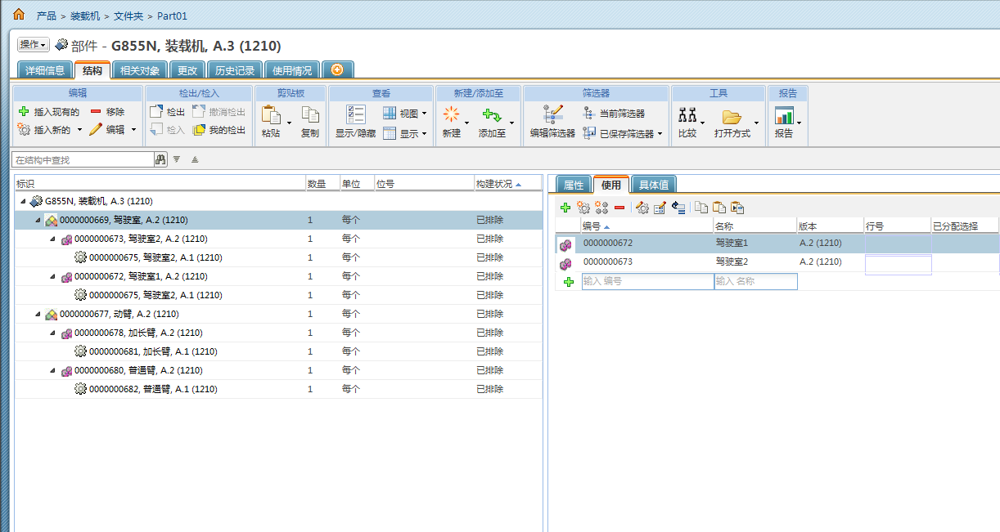 产品 > 装载机 > 文件夹 > Part01
操作 部件 - G855N, 装载机, A.3 (1210)
详细信息 结构 相关对象 更改 历史记录 使用情况
编辑 检出/检入 剪贴板 查看 新建/添加至 筛选器 工具 报告
插入现有的 移除 检出 撤消检出 视图 当前筛选器
插入新的 编辑 检入 我的检出 粘贴 复制 显示/隐藏 显示 新建 添加至 编辑筛选器 已保存筛选器 比较 打开方式 报告
在结构中查找
标识 数量 单位 位号 构建状况
G855N, 装载机, A.3 (1210)
0000000669, 驾驶室, A.2 (1210) 1 每个 已排除
0000000673, 驾驶室2, A.2 (1210) 1 每个 已排除
0000000675, 驾驶室2, A.1 (1210) 1 每个 已排除
0000000672, 驾驶室1, A.2 (1210) 1 每个 已排除
0000000675, 驾驶室2, A.1 (1210) 1 每个 已排除
0000000677, 动臂, A.2 (1210) 1 每个 已排除
0000000678, 加长臂, A.2 (1210) 1 每个 已排除
0000000681, 加长臂, A.1 (1210) 1 每个 已排除
0000000680, 普通臂, A.2 (1210) 1 每个 已排除
0000000682, 普通臂, A.1 (1210) 1 每个 已排除
属性 使用 具体值
编号 名称 版本 行号 已分配选择
0000000672 驾驶室1 A.2 (1210)
0000000673 驾驶室2 A.2 (1210)
输入 编号 输入 名称